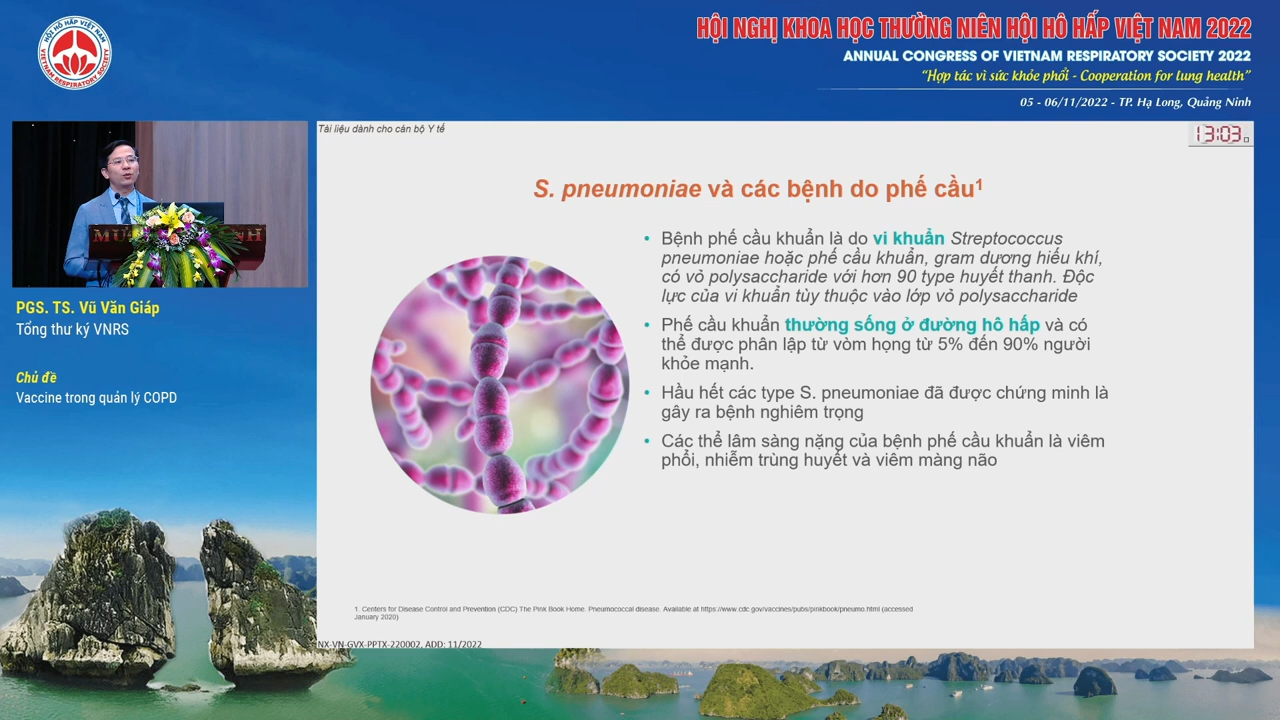 HỘI HÔ HẤP VIỆT NAM
VIETNAM RESPIRATORY SOCIETY
HỘI NGHỊ KHOA HỌC THƯỜNG NIÊN HỘI HÔ HẤP VIỆT NAM 2022
ANNUAL CONGRESS OF VIETNAM RESPIRATORY SOCIETY 2022
“Hợp tác vì sức khỏe phổi - Cooperation for lung health”
05 - 06/11/2022 - TP. Hạ Long, Quảng Ninh
PGS. TS. Vũ Văn Giáp
Tổng thư ký VNRS
Chủ đề
Vaccine trong quản lý COPD
Tài liệu dành cho cán bộ Y tế
13:03
S. pneumoniae và các bệnh do phế cầu1
• Bệnh phế cầu khuẩn là do vi khuẩn Streptococcus
pneumoniae hoặc phế cầu khuẩn, gram dương hiếu khí,
có vỏ polysaccharide với hơn 90 type huyết thanh. Độc
lực của vi khuẩn tùy thuộc vào lớp vỏ polysaccharide
• Phế cầu khuẩn thường sống ở đường hô hấp và có
thể được phân lập từ vòm họng từ 5% đến 90% người
khỏe mạnh.
• Hầu hết các type S. pneumoniae đã được chứng minh là
gây ra bệnh nghiêm trọng
• Các thể lâm sàng nặng của bệnh phế cầu khuẩn là viêm
phổi, nhiễm trùng huyết và viêm màng não
1. Centers for Disease Control and Prevention (CDC) The Pink Book Home. Pneumococcal disease. Available at https://www.cdc.gov/vaccines/pubs/pinkbook/pneumo.html (accessed
January 2020)
NX-VN-GVX-PPTX-220002, ADD: 11/2022